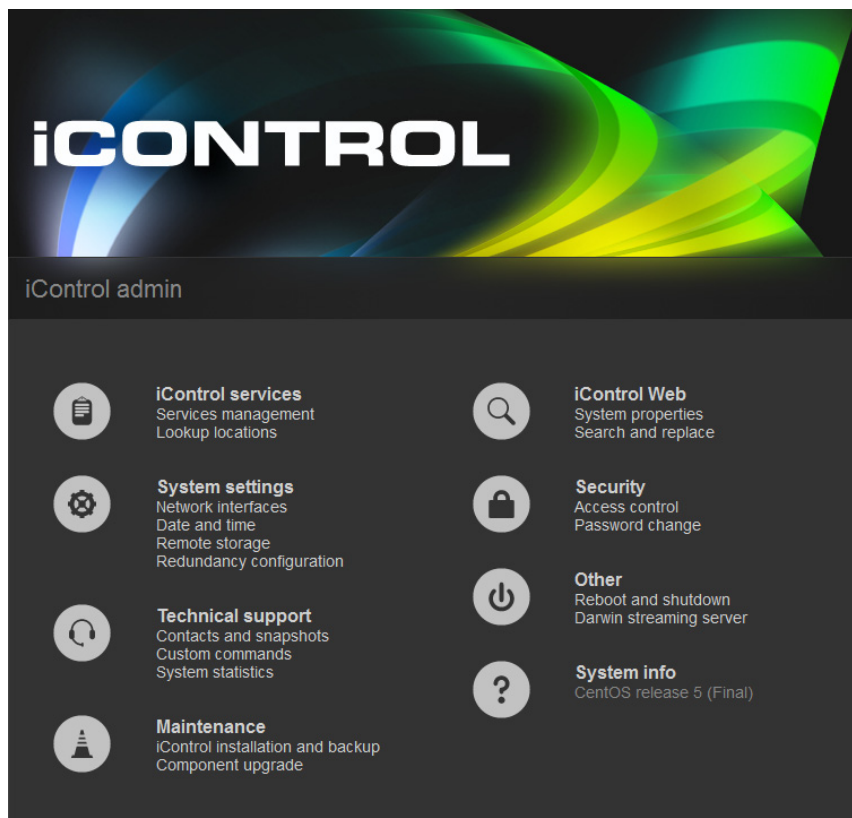 iCONTROL
iControl admin
iControl services
Services management
Lookup locations
System settings
Network interfaces
Date and time
Remote storage
Redundancy configuration
Technical support
Contacts and snapshots
Custom commands
System statistics
Maintenance
iControl installation and backup
Component upgrade
iControl Web
System properties
Search and replace
Security
Access control
Password change
Other
Reboot and shutdown
Darwin streaming server
System info
CentOS release 5 (Final)